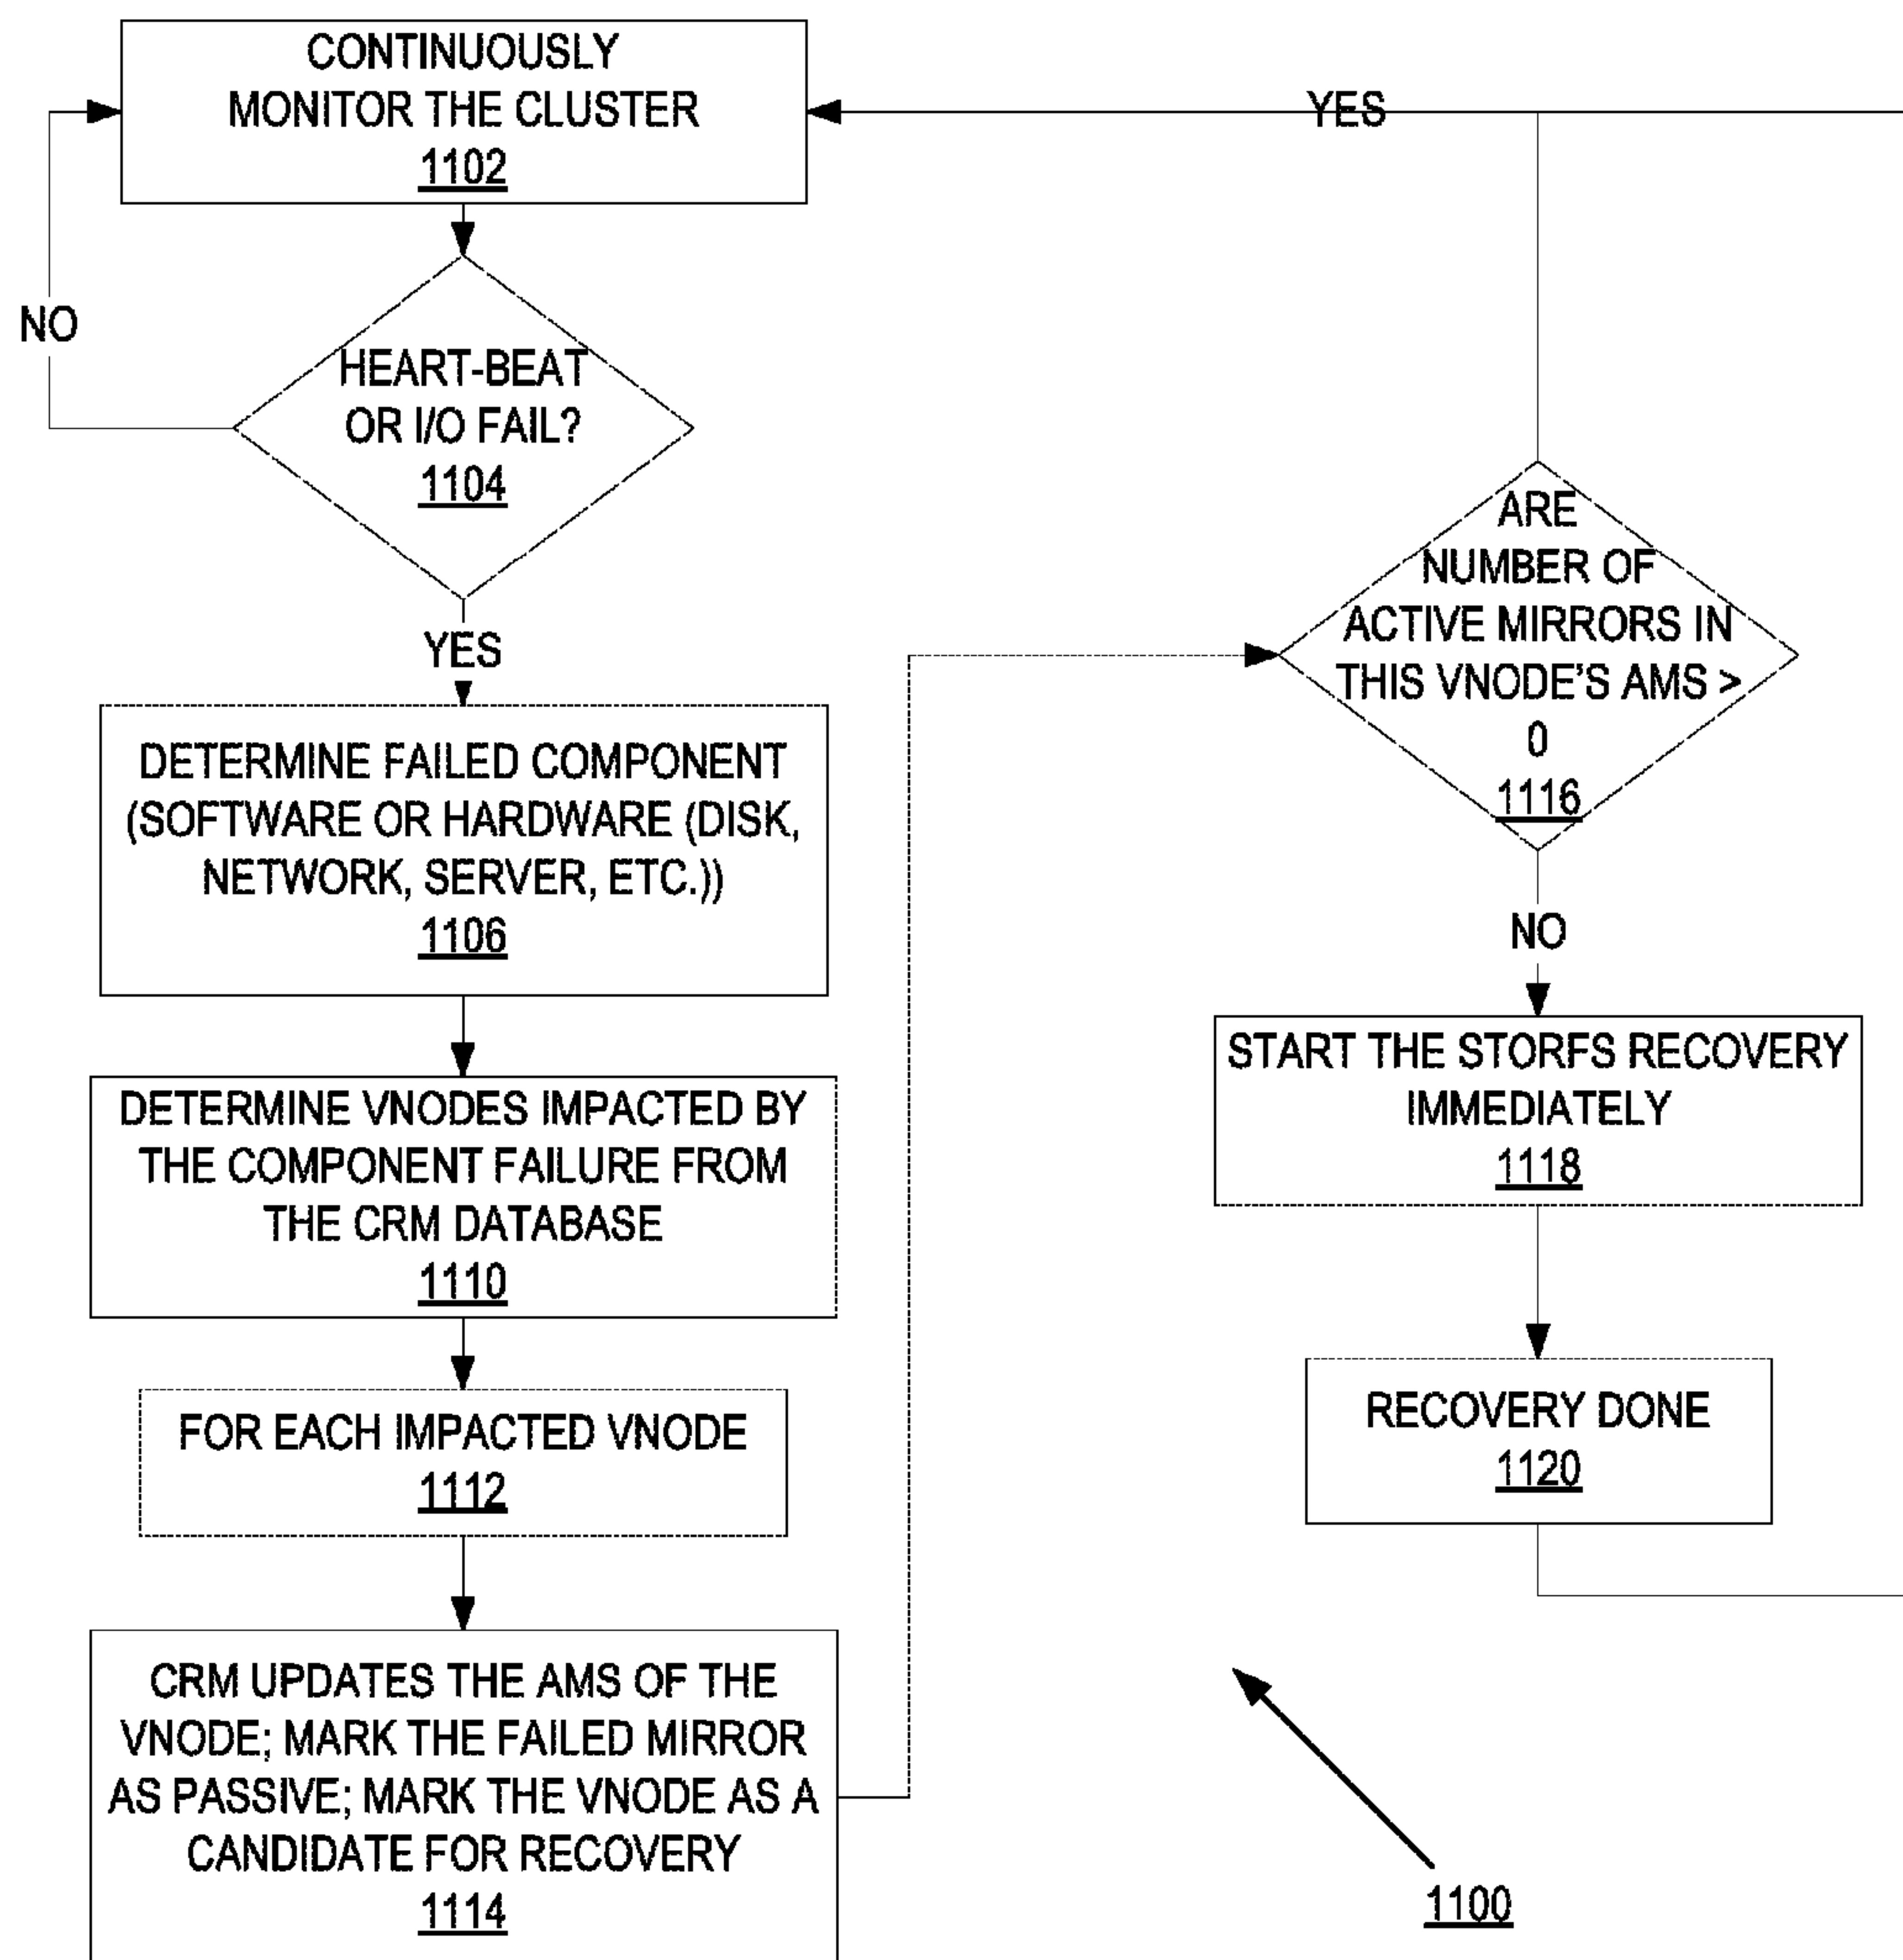 CONTINUOUSLY
MONITOR THE CLUSTER
1102
NO
HEART-BEAT
OR I/O FAIL?
1104
YES
DETERMINE FAILED COMPONENT
(SOFTWARE OR HARDWARE (DISK,
NETWORK, SERVER, ETC.))
1106
DETERMINE VNODES IMPACTED BY
THE COMPONENT FAILURE FROM
THE CRM DATABASE
1110
FOR EACH IMPACTED VNODE
1112
CRM UPDATES THE AMS OF THE
VNODE; MARK THE FAILED MIRROR
AS PASSIVE; MARK THE VNODE AS A
CANDIDATE FOR RECOVERY
1114
YES
ARE
NUMBER OF
ACTIVE MIRRORS IN
THIS VNODE'S AMS >
0
1116
NO
START THE STORFS RECOVERY
IMMEDIATELY
1118
RECOVERY DONE
1120
1100